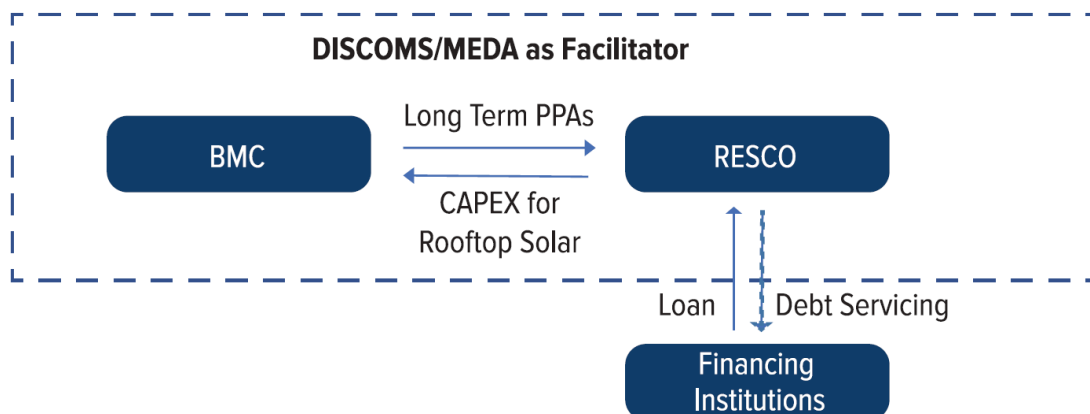 DISCOMS/MEDA as Facilitator
Long Term PPAs
BMC
RESCO
CAPEX for
Rooftop Solar
Loan
Debt Servicing
Financing
Institutions